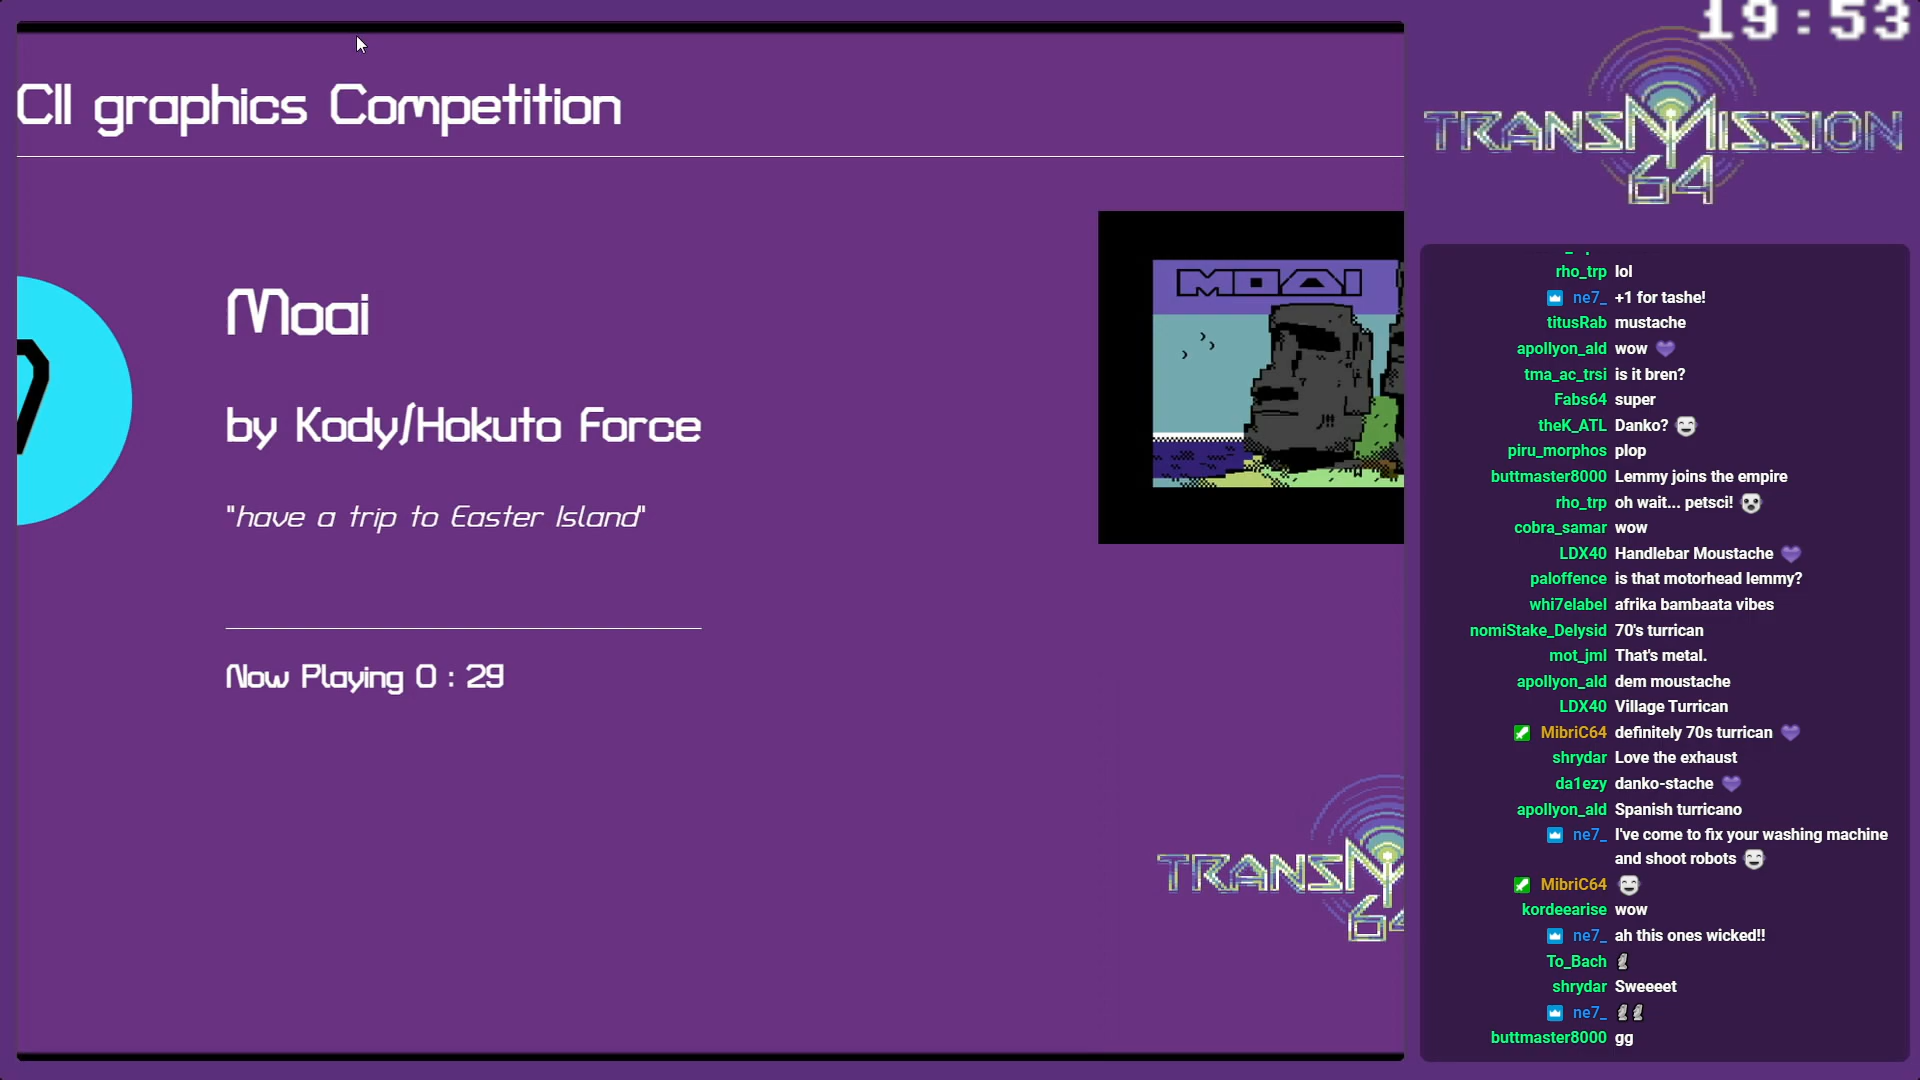 19:53
CII graphics Competition
TRANSMISSION
64
MOAI
Moai
by Kody/Hokuto Force
"have a trip to Easter Island"
Now Playing 0 : 29
TRANSM
64
rho_trp lol
ne7_ +1 for tashe!
titusRab mustache
apollyon_ald wow 💜
tma_ac_trsi is it bren?
Fabs64 super
theK_ATL Danko?
piru_morphos plop
buttmaster8000 Lemmy joins the empire
rho_trp oh wait... petsci!
cobra_samar wow
LDX40 Handlebar Moustache 💜
paloffence is that motorhead lemmy?
whi7elabel afrika bambaata vibes
nomiStake_Delysid 70's turrican
mot_jml That's metal.
apollyon_ald dem moustache
LDX40 Village Turrican
MibriC64 definitely 70s turrican 💜
shrydar Love the exhaust
da1ezy danko-stache 💜
apollyon_ald Spanish turricano
ne7_ I've come to fix your washing machine
and shoot robots
MibriC64
kordeearise wow
ne7_ ah this ones wicked!!
To_Bach 🗿
shrydar Sweeeet
ne7_ 🗿🗿
buttmaster8000 gg